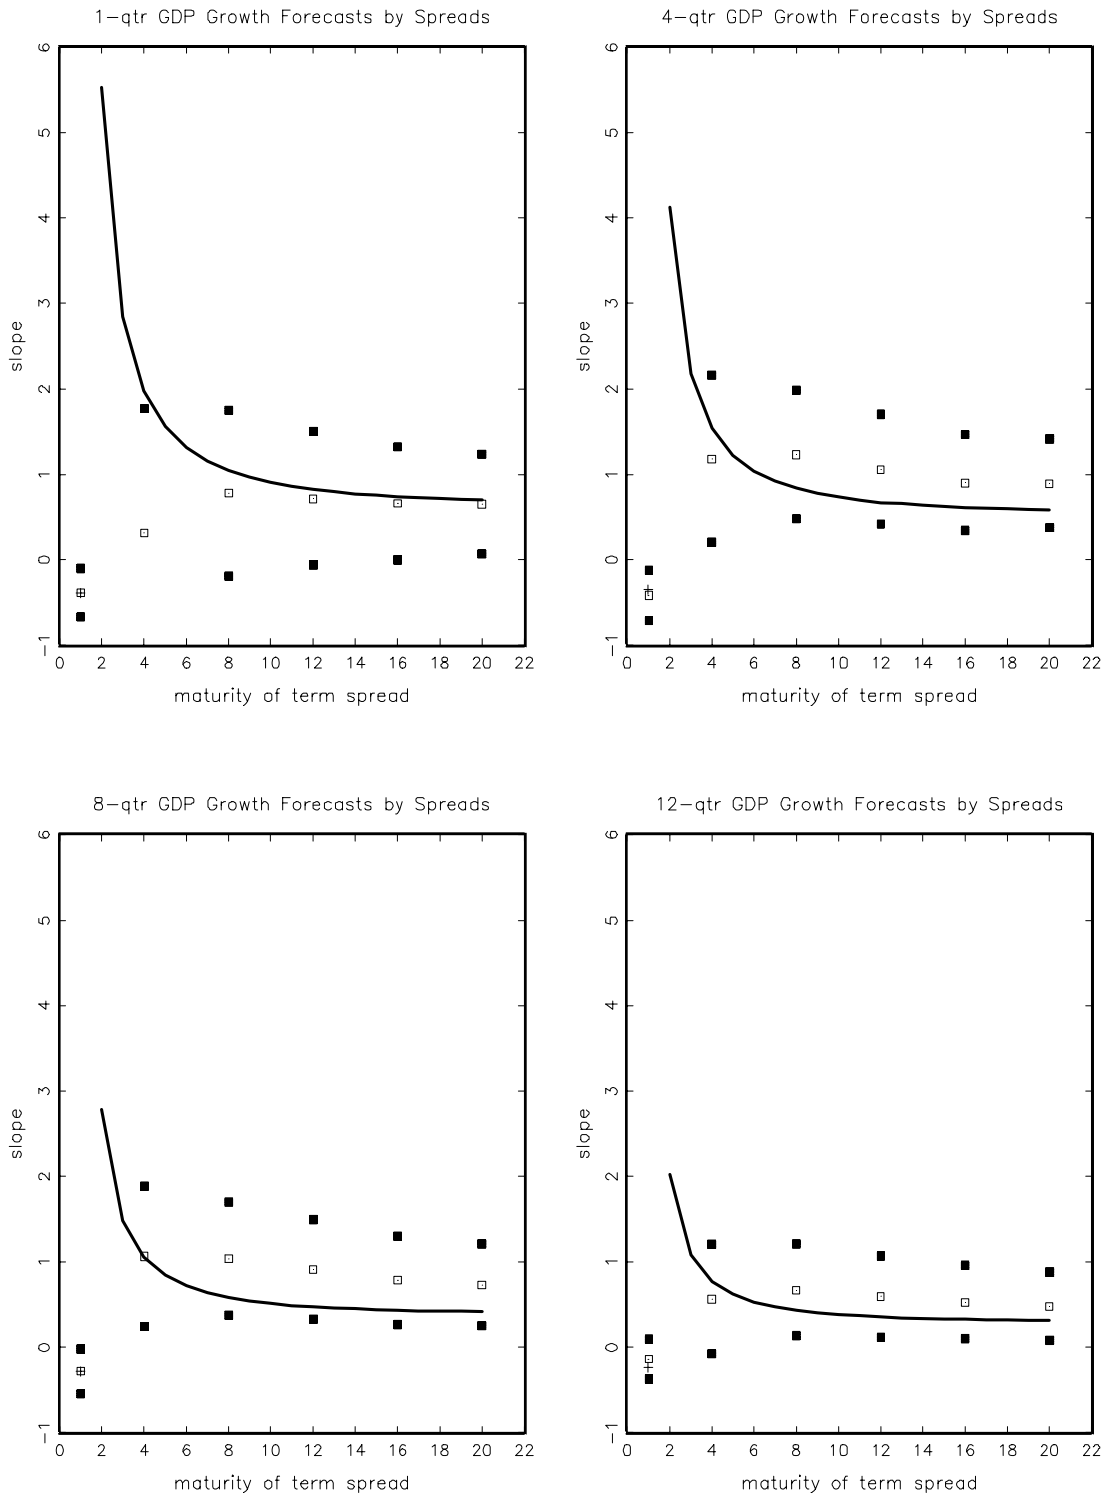 1-qtr GDP Growth Forecasts by Spreads
6
5
4
3
2
1
0
-1
slope
0 2 4 6 8 10 12 14 16 18 20 22
maturity of term spread
4-qtr GDP Growth Forecasts by Spreads
6
5
4
3
2
1
0
-1
slope
0 2 4 6 8 10 12 14 16 18 20 22
maturity of term spread
8-qtr GDP Growth Forecasts by Spreads
6
5
4
3
2
1
0
-1
slope
0 2 4 6 8 10 12 14 16 18 20 22
maturity of term spread
12-qtr GDP Growth Forecasts by Spreads
6
5
4
3
2
1
0
-1
slope
0 2 4 6 8 10 12 14 16 18 20 22
maturity of term spread